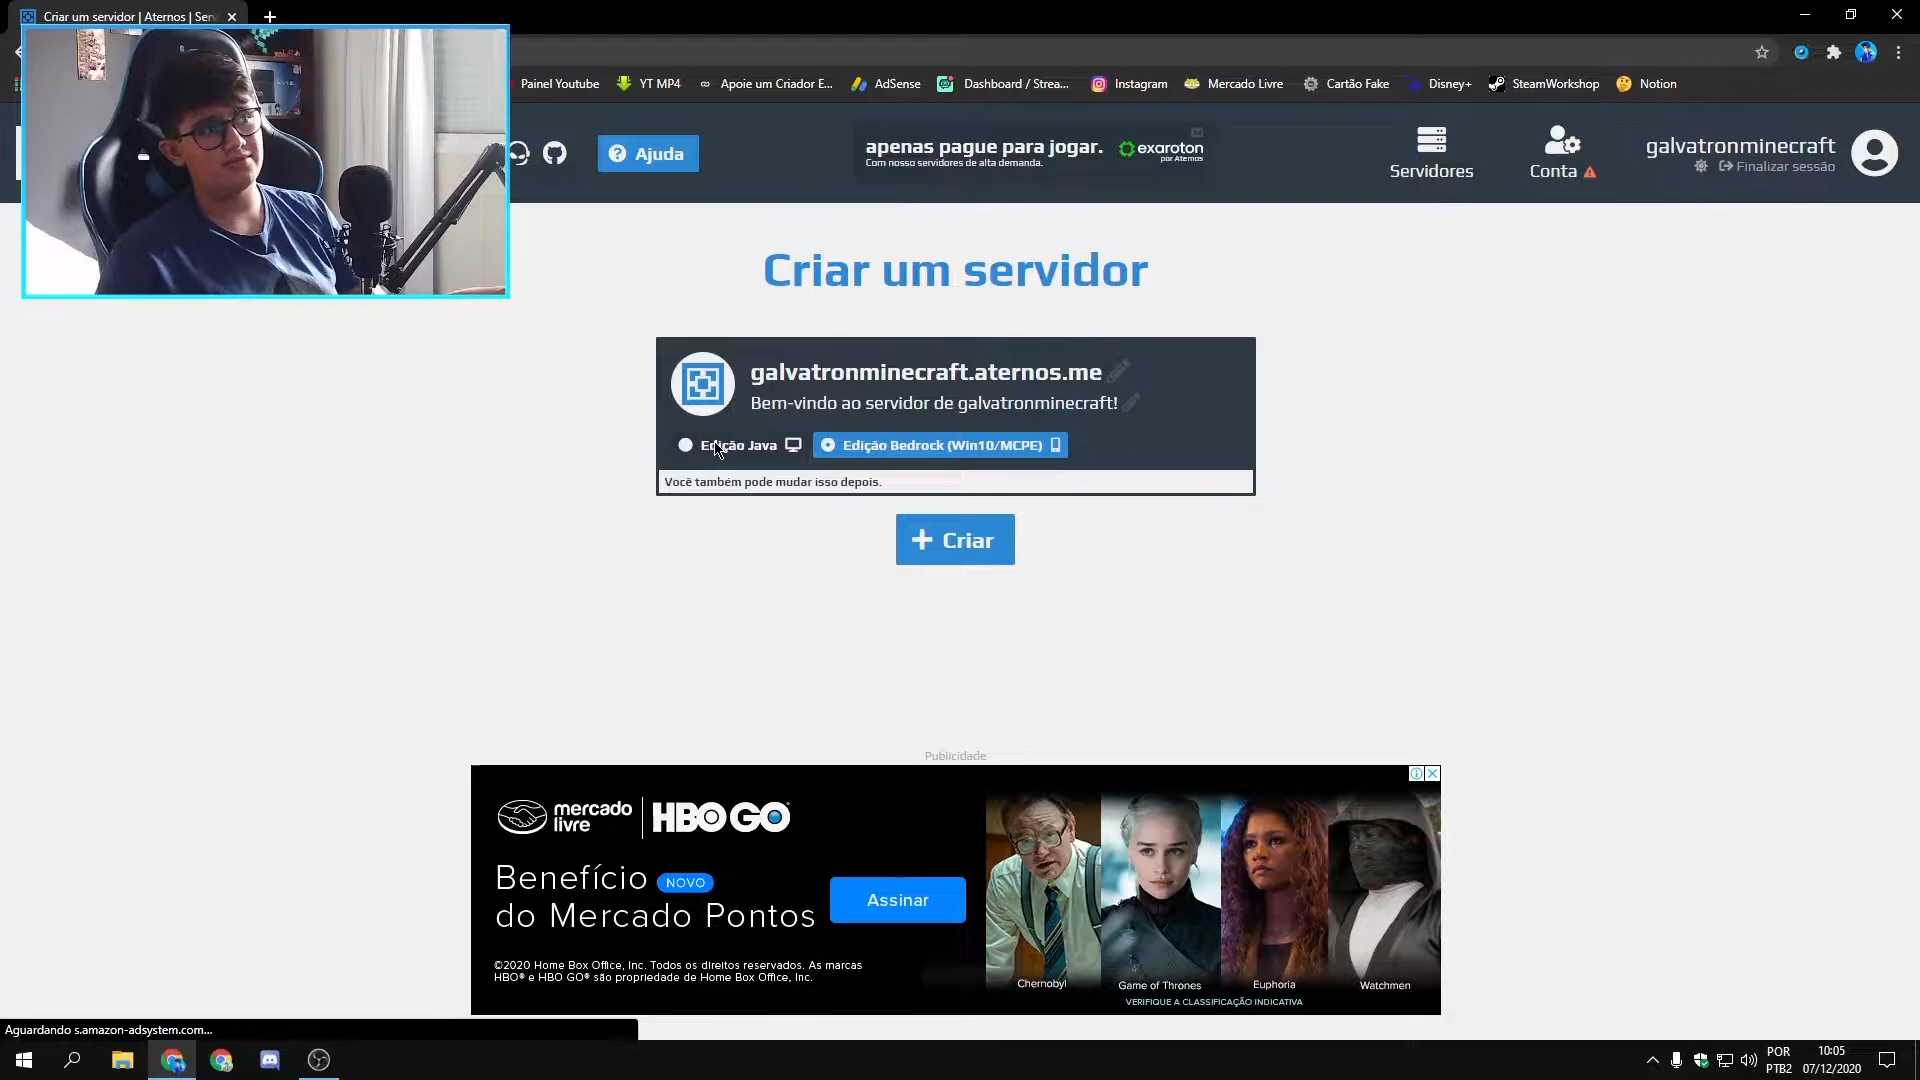 Criar um servidor | Aternos | Serv
Painel Youtube
YT MP4
Apoie um Criador E...
AdSense
Dashboard / Strea...
Instagram
Mercado Livre
Cartão Fake
Disney+
SteamWorkshop
Notion
Ajuda
apenas pague para jogar.
Com nosso servidores de alta demanda.
exaroton
por Aternos
Ad
Servidores
Conta
galvatronminecraft
Finalizar sessão
Criar um servidor
galvatronminecraft.aternos.me
Bem-vindo ao servidor de galvatronminecraft!
Edição Java
Edição Bedrock (Win10/MCPE)
Você também pode mudar isso depois.
Criar
Publicidade
mercado
livre
HBO GO
Benefício NOVO
do Mercado Pontos
Assinar
©2020 Home Box Office, Inc. Todos os direitos reservados. As marcas
HBO® e HBO GO® são propriedade de Home Box Office, Inc.
Chernobyl
Game of Thrones
Euphoria
Watchmen
VERIFIQUE A CLASSIFICAÇÃO INDICATIVA
Aguardando s.amazon-adsystem.com...
POR
PTB2
10:05
07/12/2020